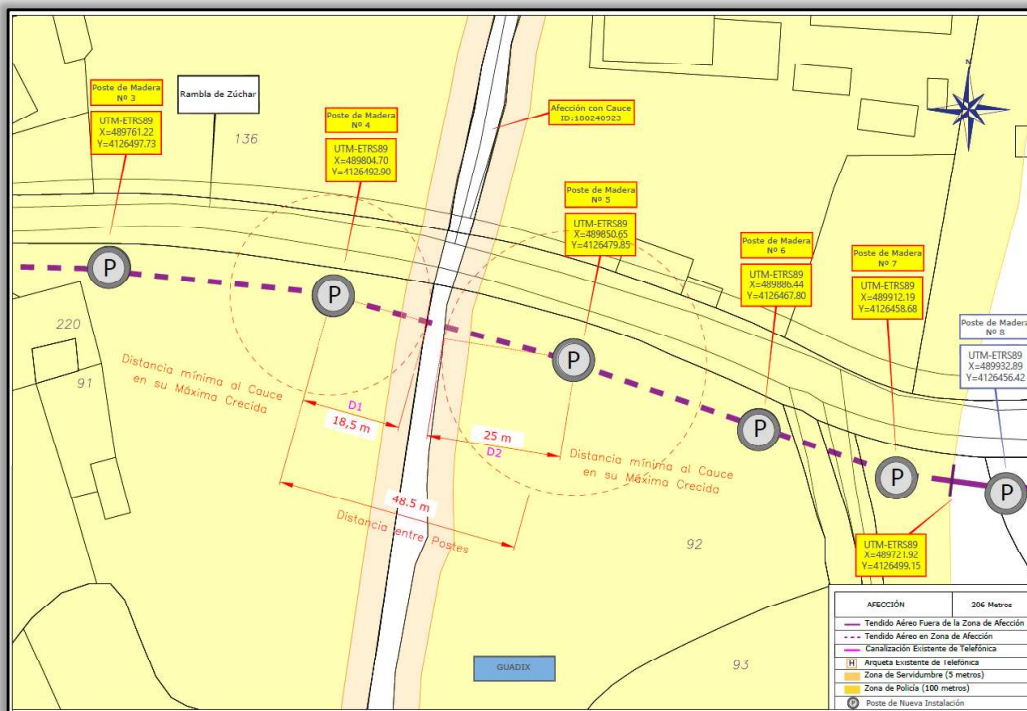 Poste de Madera
Nº 3
UTM-ETRS89
X=489761.22
Y=4126497.73
Rambla de Zúchar
136
Poste de Madera
Nº 4
UTM-ETRS89
X=489804.70
Y=4126492.90
Afección con Cauce
ID:100240923
N
Poste de Madera
Nº 5
UTM-ETRS89
X=489850.65
Y=4126479.85
Poste de Madera
Nº 6
UTM-ETRS89
X=489886.44
Y=4126467.80
Poste de Madera
Nº 7
UTM-ETRS89
X=489912.19
Y=4126458.68
Poste de Madera
Nº 8
UTM-ETRS89
X=489932.89
Y=4126456.42
P
P
P
P
P
P
220
91
Distancia mínima al Cauce
en su Máxima Crecida
D1
18,5 m
25 m
D2
Distancia mínima al Cauce
en su Máxima Crecida
48.5 m
Distancia entre Postes
92
UTM-ETRS89
X=489721.92
Y=4126499.15
GUADIX
93
AFECCIÓN 206 Metros
Tendido Aéreo Fuera de la Zona de Afección
Tendido Aéreo en Zona de Afección
Canalización Existente de Telefónica
H Arqueta Existente de Telefónica
Zona de Servidumbre (5 metros)
Zona de Policía (100 metros)
P Poste de Nueva Instalación